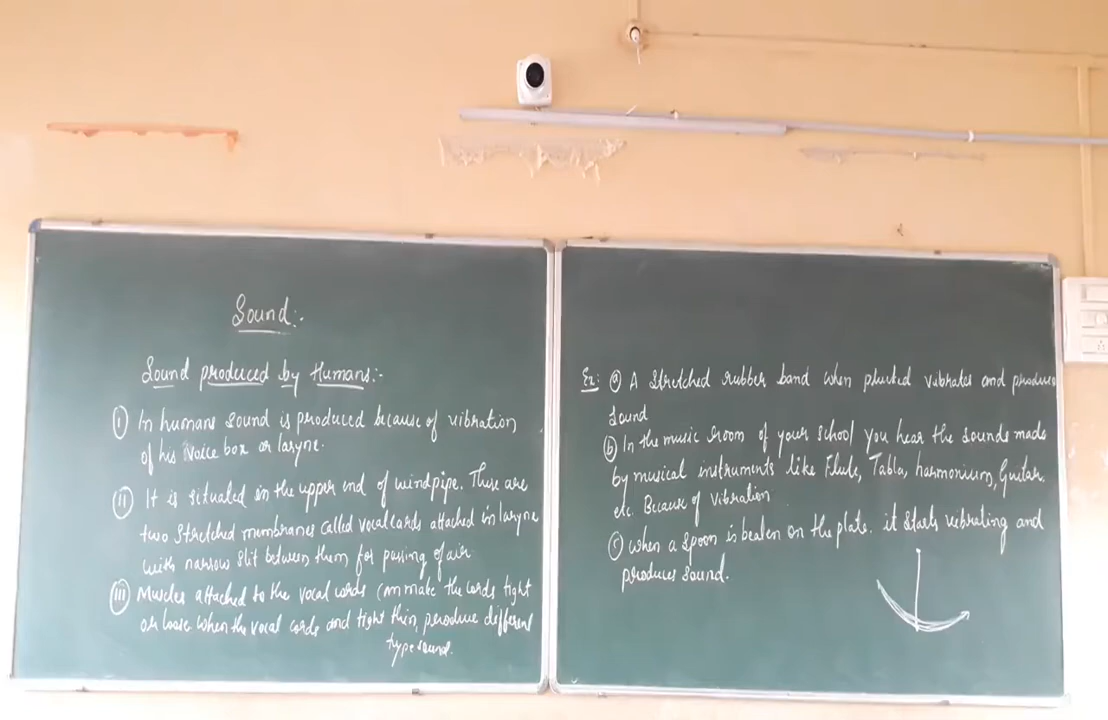 Sound:-
Sound produced by Humans:-
(i) In humans sound is produced because of vibration
of his voice box or laryne.
(ii) It is situated in the upper end of windpipe. These are
two stretched membranes called vocal cards attached in laryne
with narrow slit between them for passing of air
(iii) Muscles attached to the vocal cords can make the cords tight
or loose. when the vocal cords and tight thin, produce different
type sound.
Ex: (a) A stretched rubber band when plucked vibrates and produces
sound
(b) In the music room of your school you hear the sounds made
by musical instruments like Flute, Tabla, harmonium, Guitar.
etc. Because of vibration
(c) when a spoon is beaten on the plate. it starts vibrating and
produces sound.